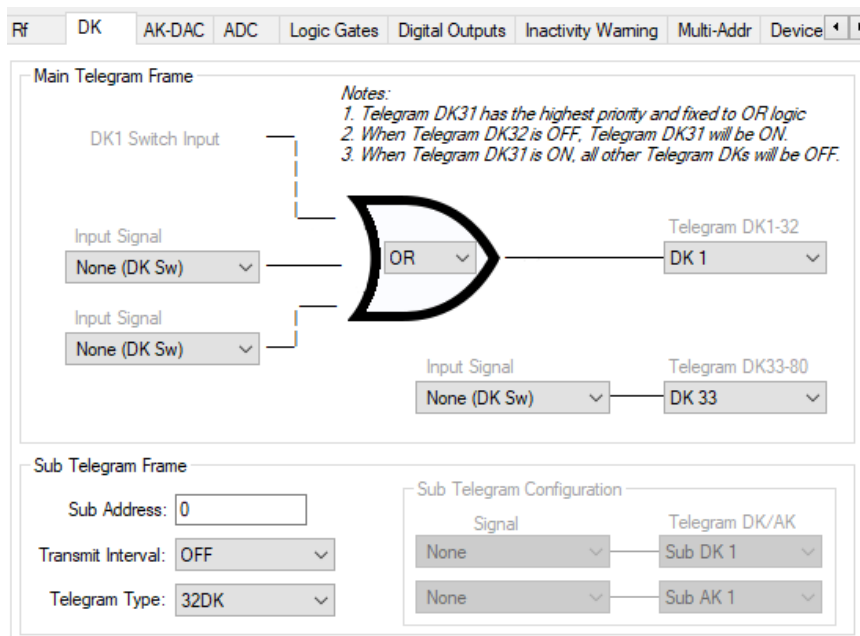 Rf DK AK-DAC ADC Logic Gates Digital Outputs Inactivity Warning Multi-Addr Device
Main Telegram Frame
Notes:
1. Telegram DK31 has the highest priority and fixed to OR logic
2. When Telegram DK32 is OFF, Telegram DK31 will be ON.
3. When Telegram DK31 is ON, all other Telegram DKs will be OFF.
DK1 Switch Input
Input Signal
None (DK Sw)
OR
Telegram DK1-32
DK 1
Input Signal
None (DK Sw)
Input Signal
None (DK Sw)
Telegram DK33-80
DK 33
Sub Telegram Frame
Sub Address: 0
Transmit Interval: OFF
Telegram Type: 32DK
Sub Telegram Configuration
Signal Telegram DK/AK
None Sub DK 1
None Sub AK 1